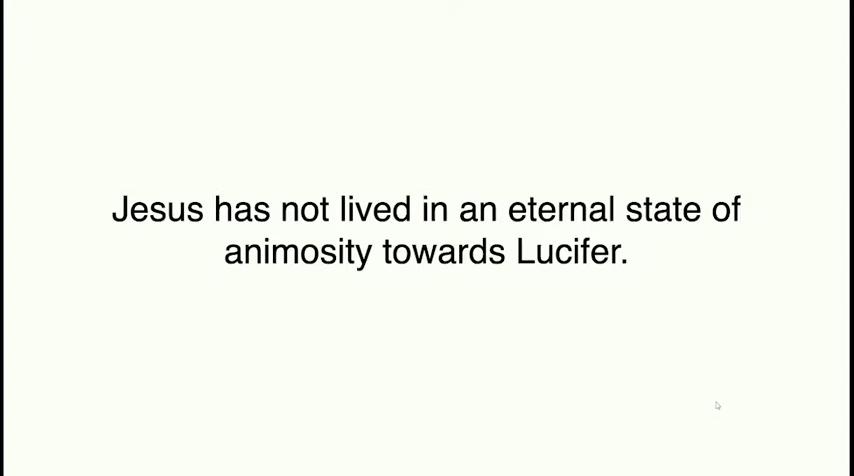 Jesus has not lived in an eternal state of
animosity towards Lucifer.